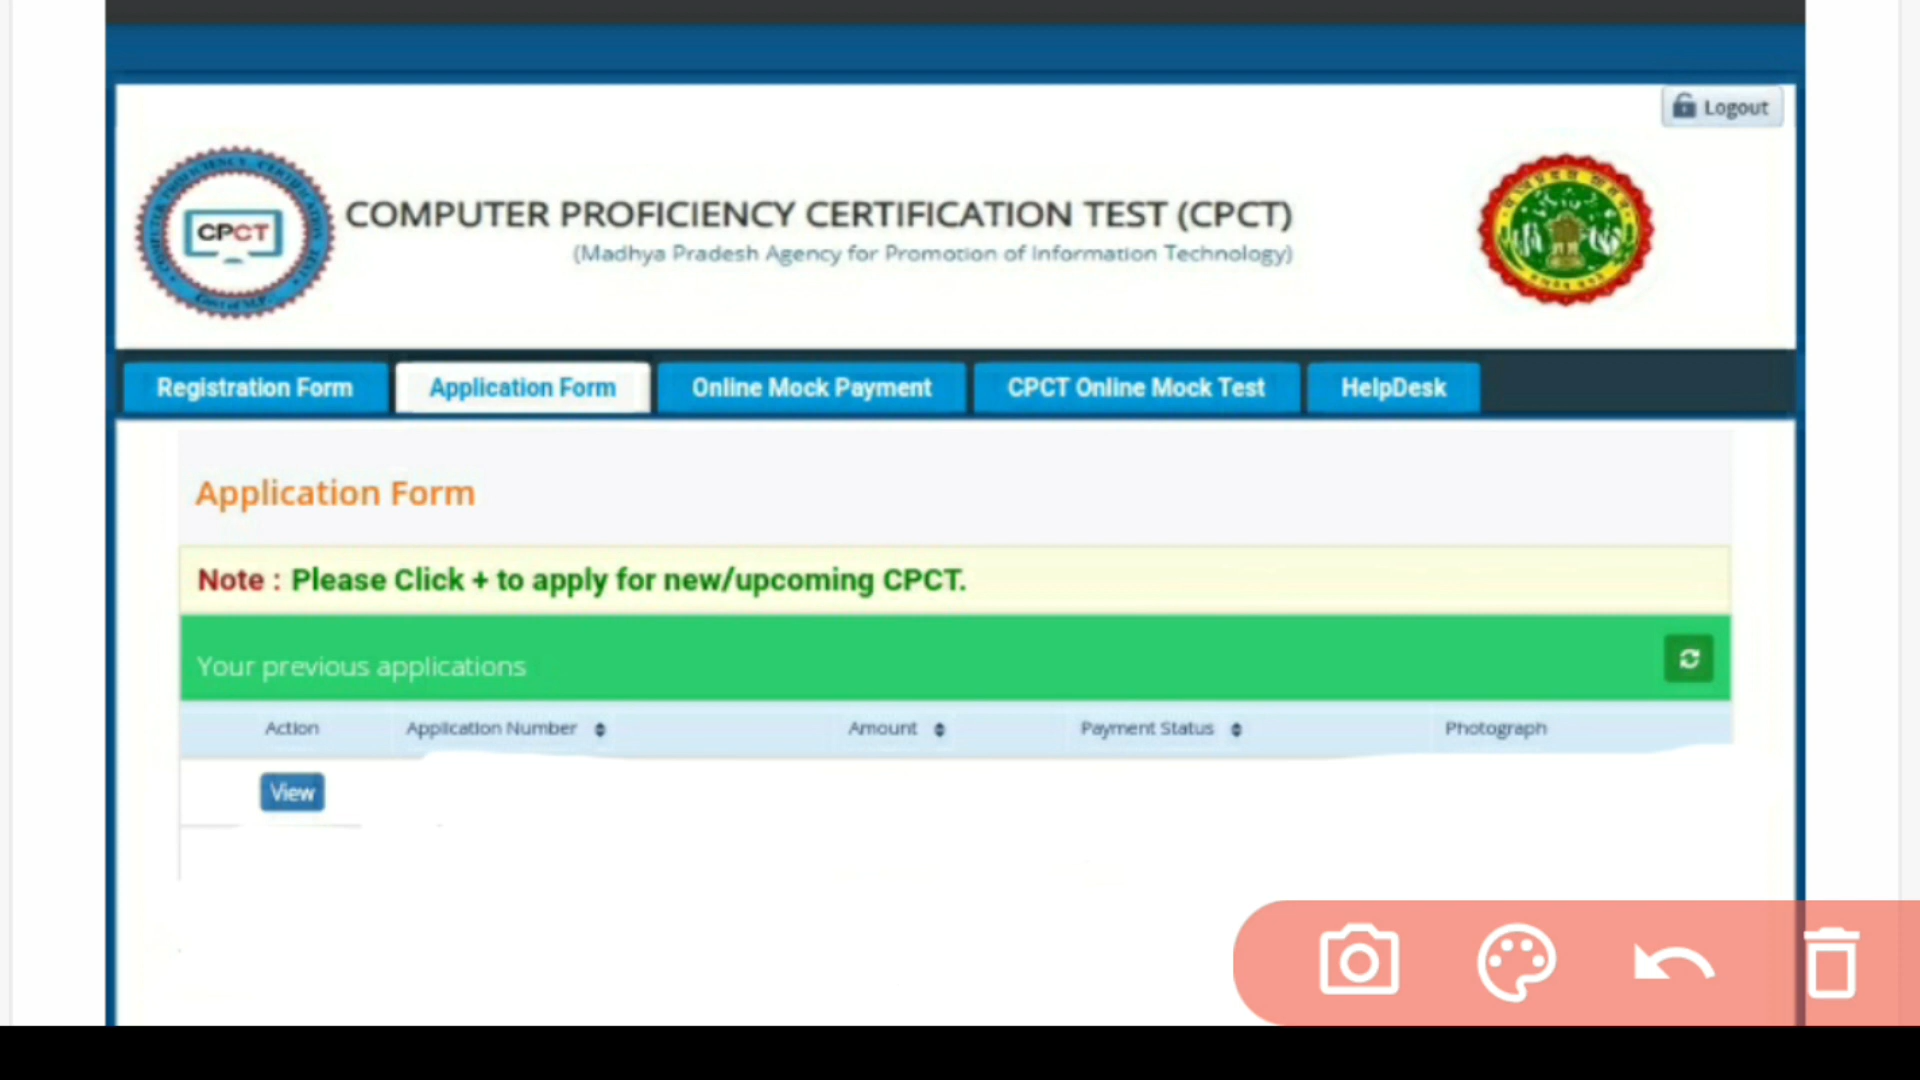 Logout
CPCT
COMPUTER PROFICIENCY CERTIFICATION TEST (CPCT)
(Madhya Pradesh Agency for Promotion of Information Technology)
Registration Form
Application Form
Online Mock Payment
CPCT Online Mock Test
HelpDesk
Application Form
Note : Please Click + to apply for new/upcoming CPCT.
Your previous applications
Action
Application Number
Amount
Payment Status
Photograph
View